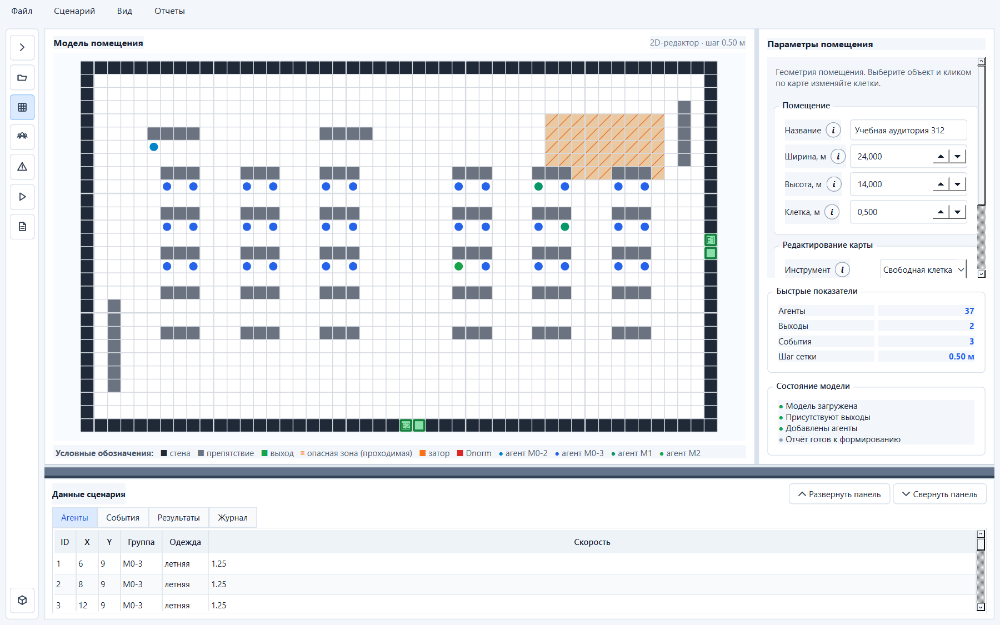 Файл Сценарий Вид Отчеты
Модель помещения
2D-редактор · шаг 0.50 м
E1
E2
Условные обозначения: стена препятствие выход опасная зона (проходимая) затор Dnorm агент M0-2 агент M0-3 агент M1 агент M2
Параметры помещения
Геометрия помещения. Выберите объект и кликом
по карте изменяйте клетки.
Помещение
Название i Учебная аудитория 312
Ширина, м i 24,000
Высота, м i 14,000
Клетка, м i 0,500
Редактирование карты
Инструмент i Свободная клетка
Быстрые показатели
Агенты 37
Выходы 2
События 3
Шаг сетки 0.50 м
Состояние модели
Модель загружена
Присутствуют выходы
Добавлены агенты
Отчёт готов к формированию
Данные сценария
Развернуть панель Свернуть панель
Агенты События Результаты Журнал
ID X Y Группа Одежда Скорость
1 6 9 M0-3 летняя 1.25
2 8 9 M0-3 летняя 1.25
3 12 9 M0-3 летняя 1.25